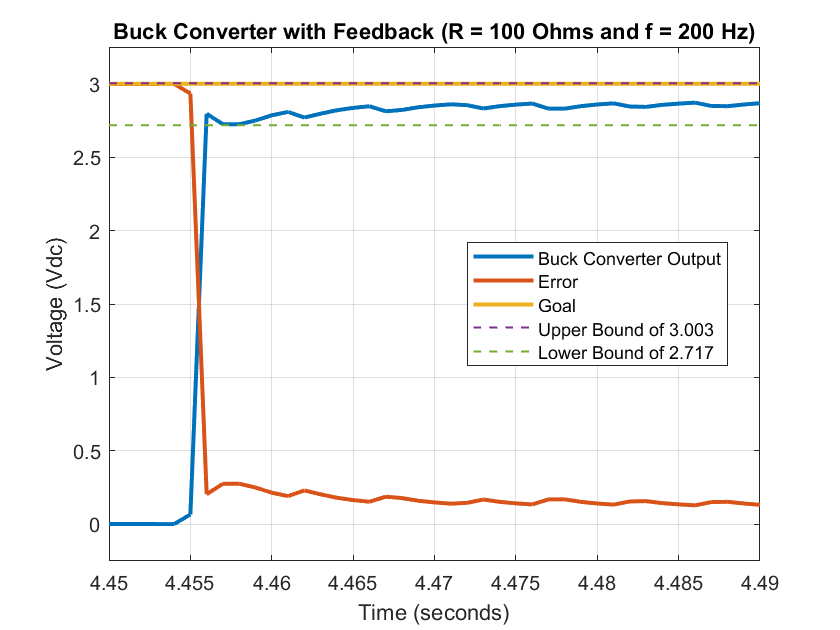 Buck Converter with Feedback (R = 100 Ohms and f = 200 Hz)
3
2.5
2
1.5
1
0.5
0
Voltage (Vdc)
Buck Converter Output
Error
Goal
Upper Bound of 3.003
Lower Bound of 2.717
4.45 4.455 4.46 4.465 4.47 4.475 4.48 4.485 4.49
Time (seconds)